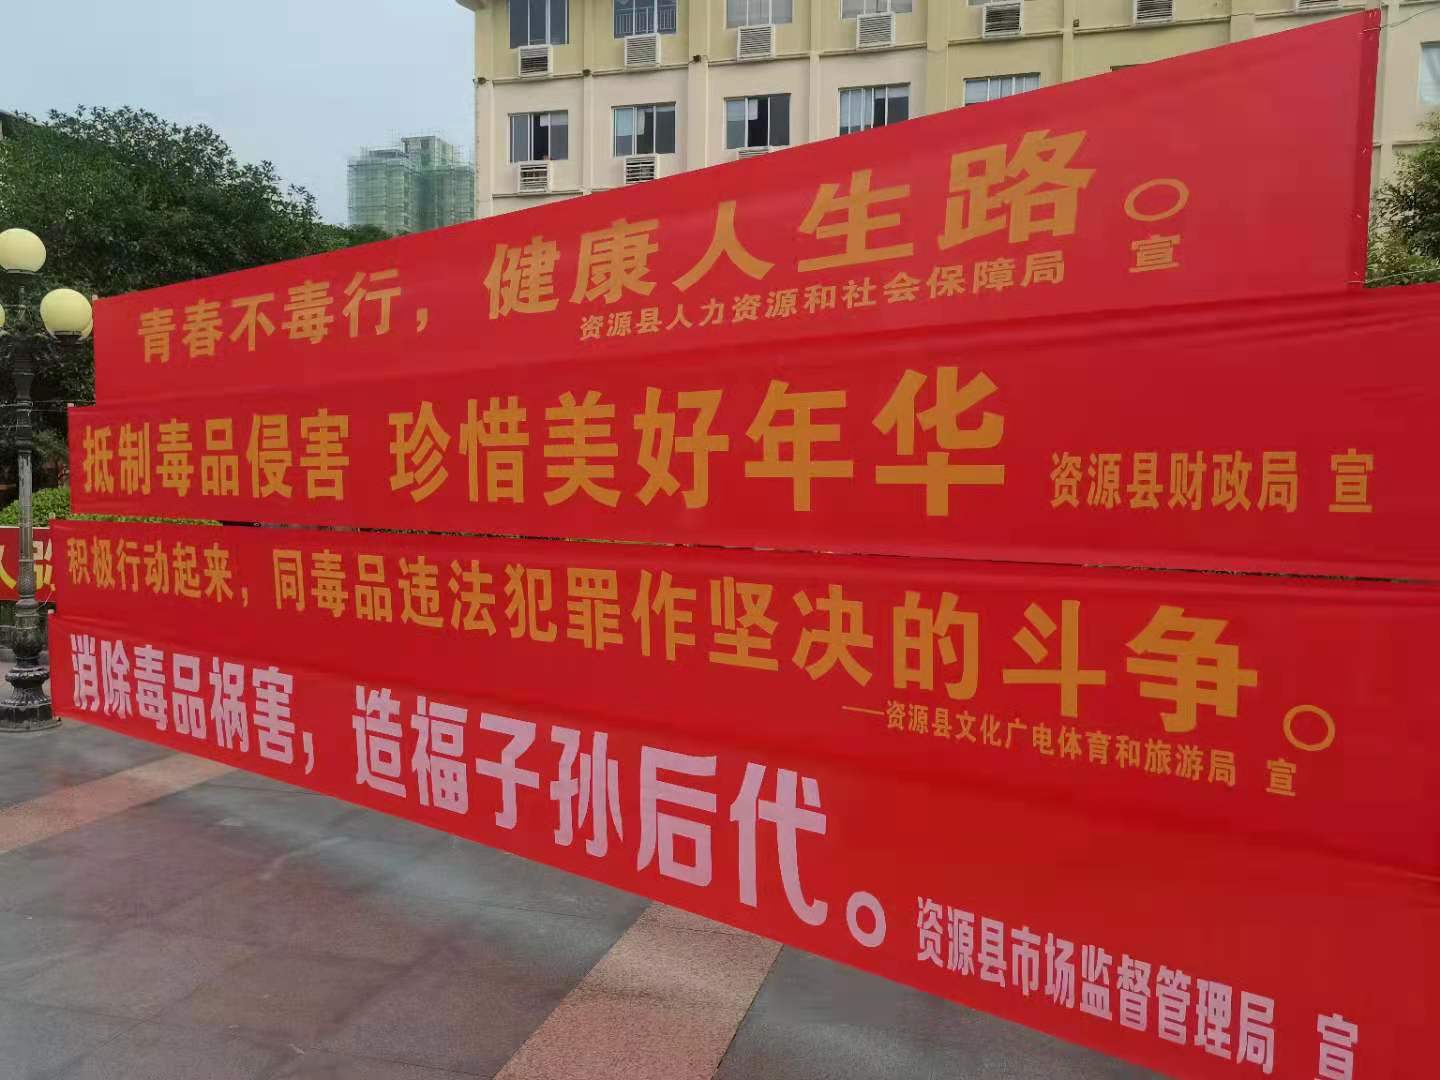 青春不毒行，健康人生路。
资源县人力资源和社会保障局 宣
抵制毒品侵害 珍惜美好年华 资源县财政局 宣
积极行动起来，同毒品违法犯罪作坚决的斗争。
——资源县文化广电体育和旅游局 宣
消除毒品祸害，造福子孙后代。 资源县市场监督管理局 宣